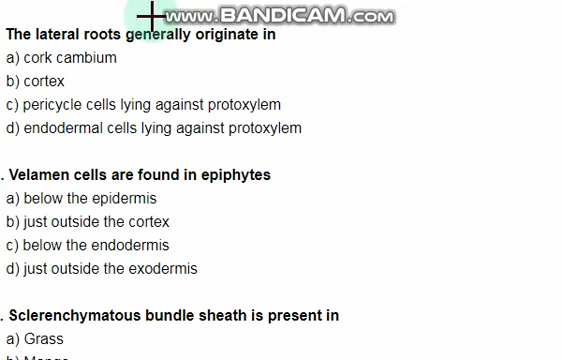 www.BANDICAM.com
The lateral roots generally originate in
a) cork cambium
b) cortex
c) pericycle cells lying against protoxylem
d) endodermal cells lying against protoxylem
. Velamen cells are found in epiphytes
a) below the epidermis
b) just outside the cortex
c) below the endodermis
d) just outside the exodermis
. Sclerenchymatous bundle sheath is present in
a) Grass